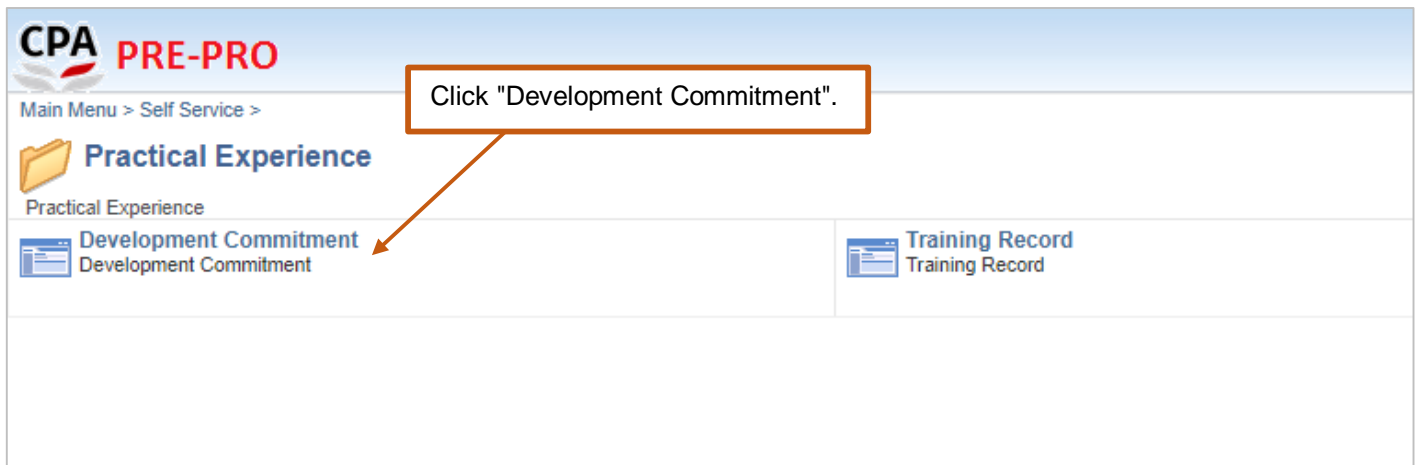 CPA PRE-PRO
Click "Development Commitment".
Main Menu > Self Service >
Practical Experience
Practical Experience
Development Commitment
Development Commitment
Training Record
Training Record